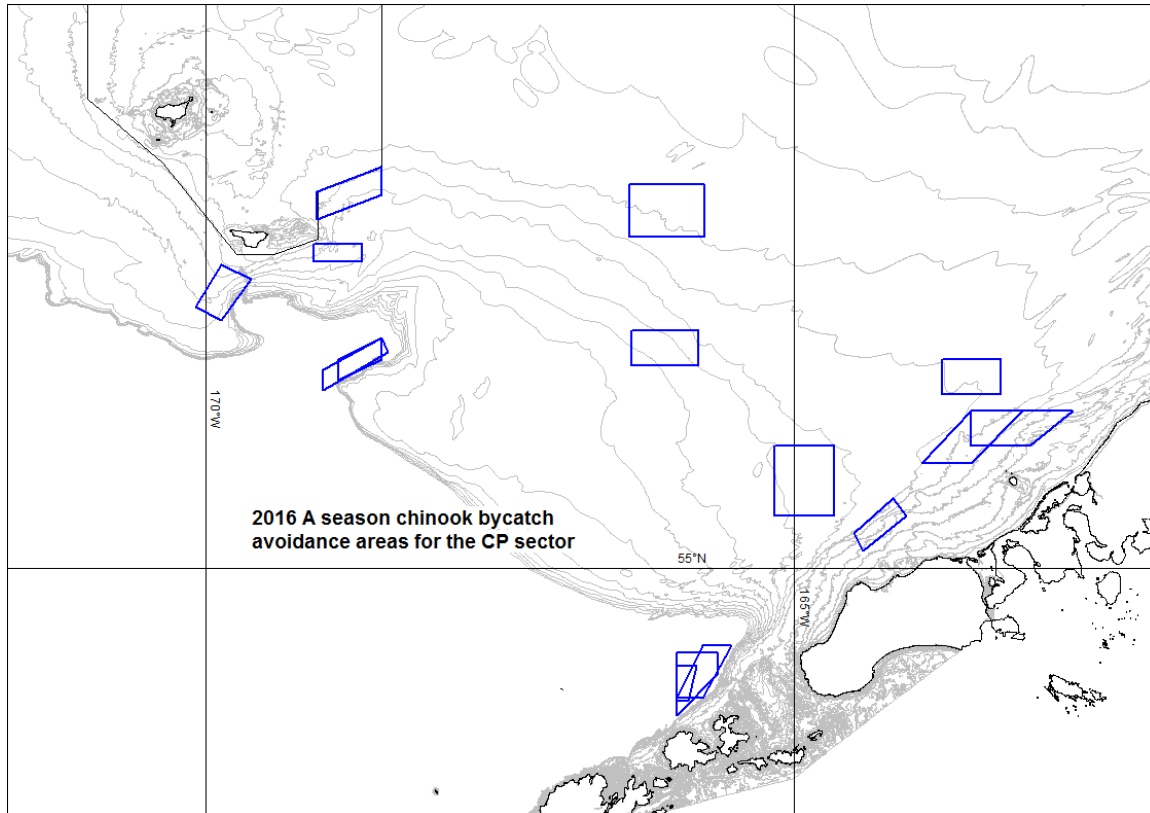 170°W
2016 A season chinook bycatch
avoidance areas for the CP sector
55°N
165°W